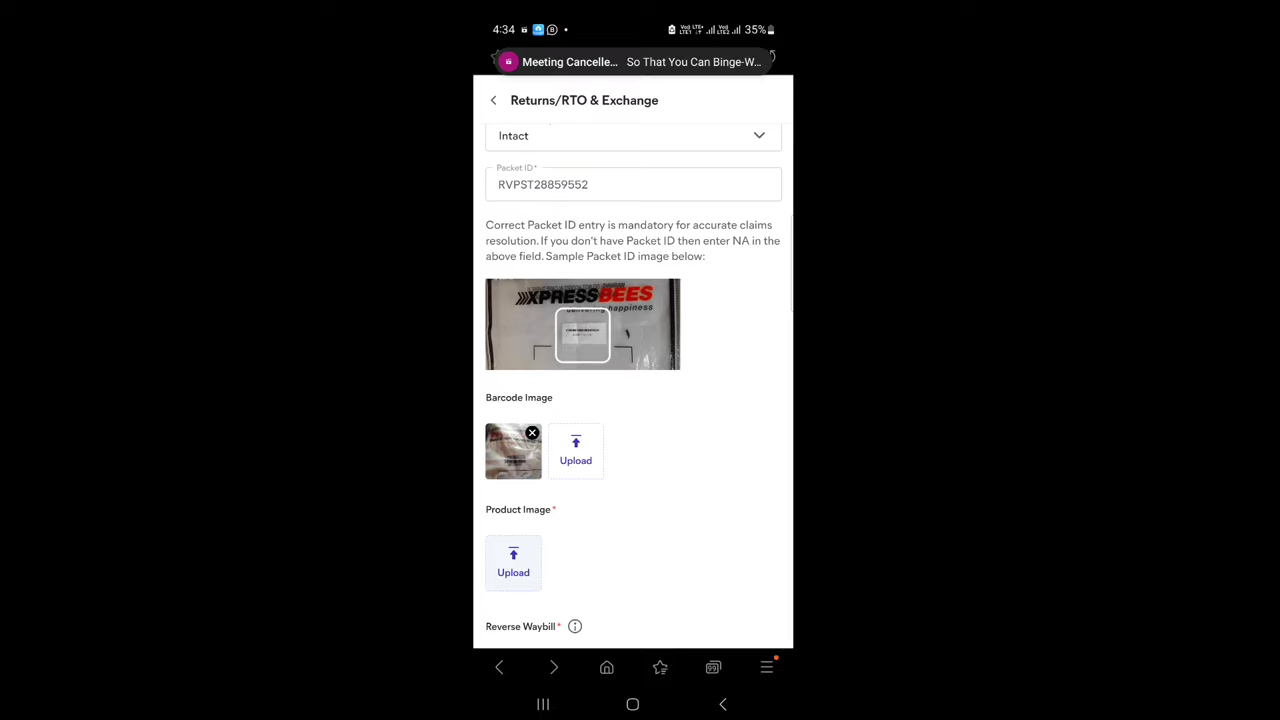 4:34 35%
Meeting Cancelle... So That You Can Binge-W...
Returns/RTO & Exchange
Intact
Packet ID*
RVPST28859552
Correct Packet ID entry is mandatory for accurate claims
resolution. If you don't have Packet ID then enter NA in the
above field. Sample Packet ID image below:
XPRESSBEES
happiness
Barcode Image
Upload
Product Image*
Upload
Reverse Waybill*
99